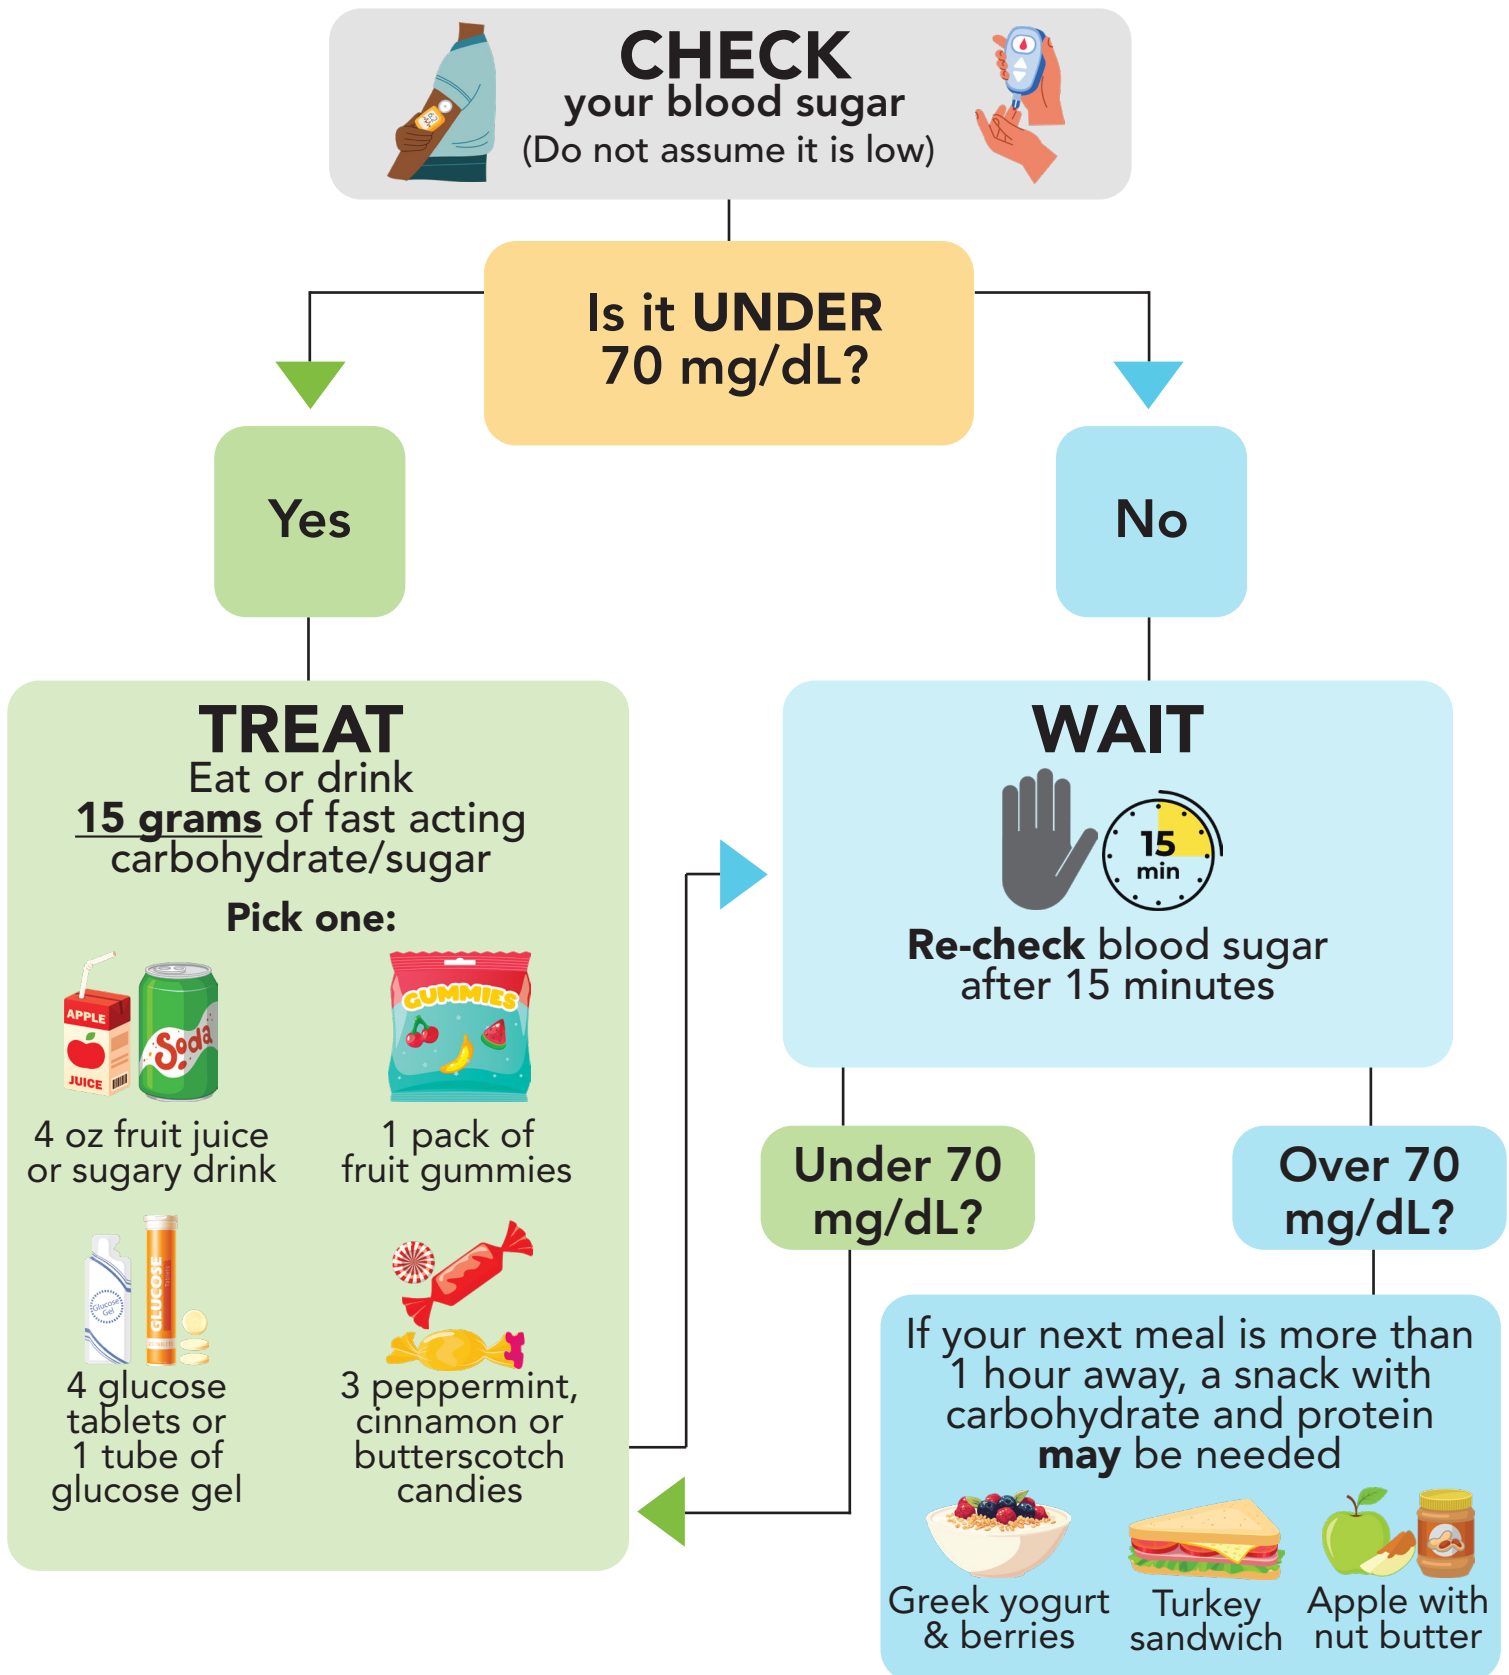 CHECK
your blood sugar
(Do not assume it is low)
Is it UNDER
70 mg/dL?
Yes
No
TREAT
Eat or drink
15 grams of fast acting
carbohydrate/sugar
Pick one:
APPLE
JUICE
Soda
GUMMIES
4 oz fruit juice
or sugary drink
1 pack of
fruit gummies
Glucose
Gel
GLUCOSE
4 glucose
tablets or
1 tube of
glucose gel
3 peppermint,
cinnamon or
butterscotch
candies
WAIT
15
min
Re-check blood sugar
after 15 minutes
Under 70
mg/dL?
Over 70
mg/dL?
If your next meal is more than
1 hour away, a snack with
carbohydrate and protein
may be needed
Greek yogurt
& berries
Turkey
sandwich
Apple with
nut butter